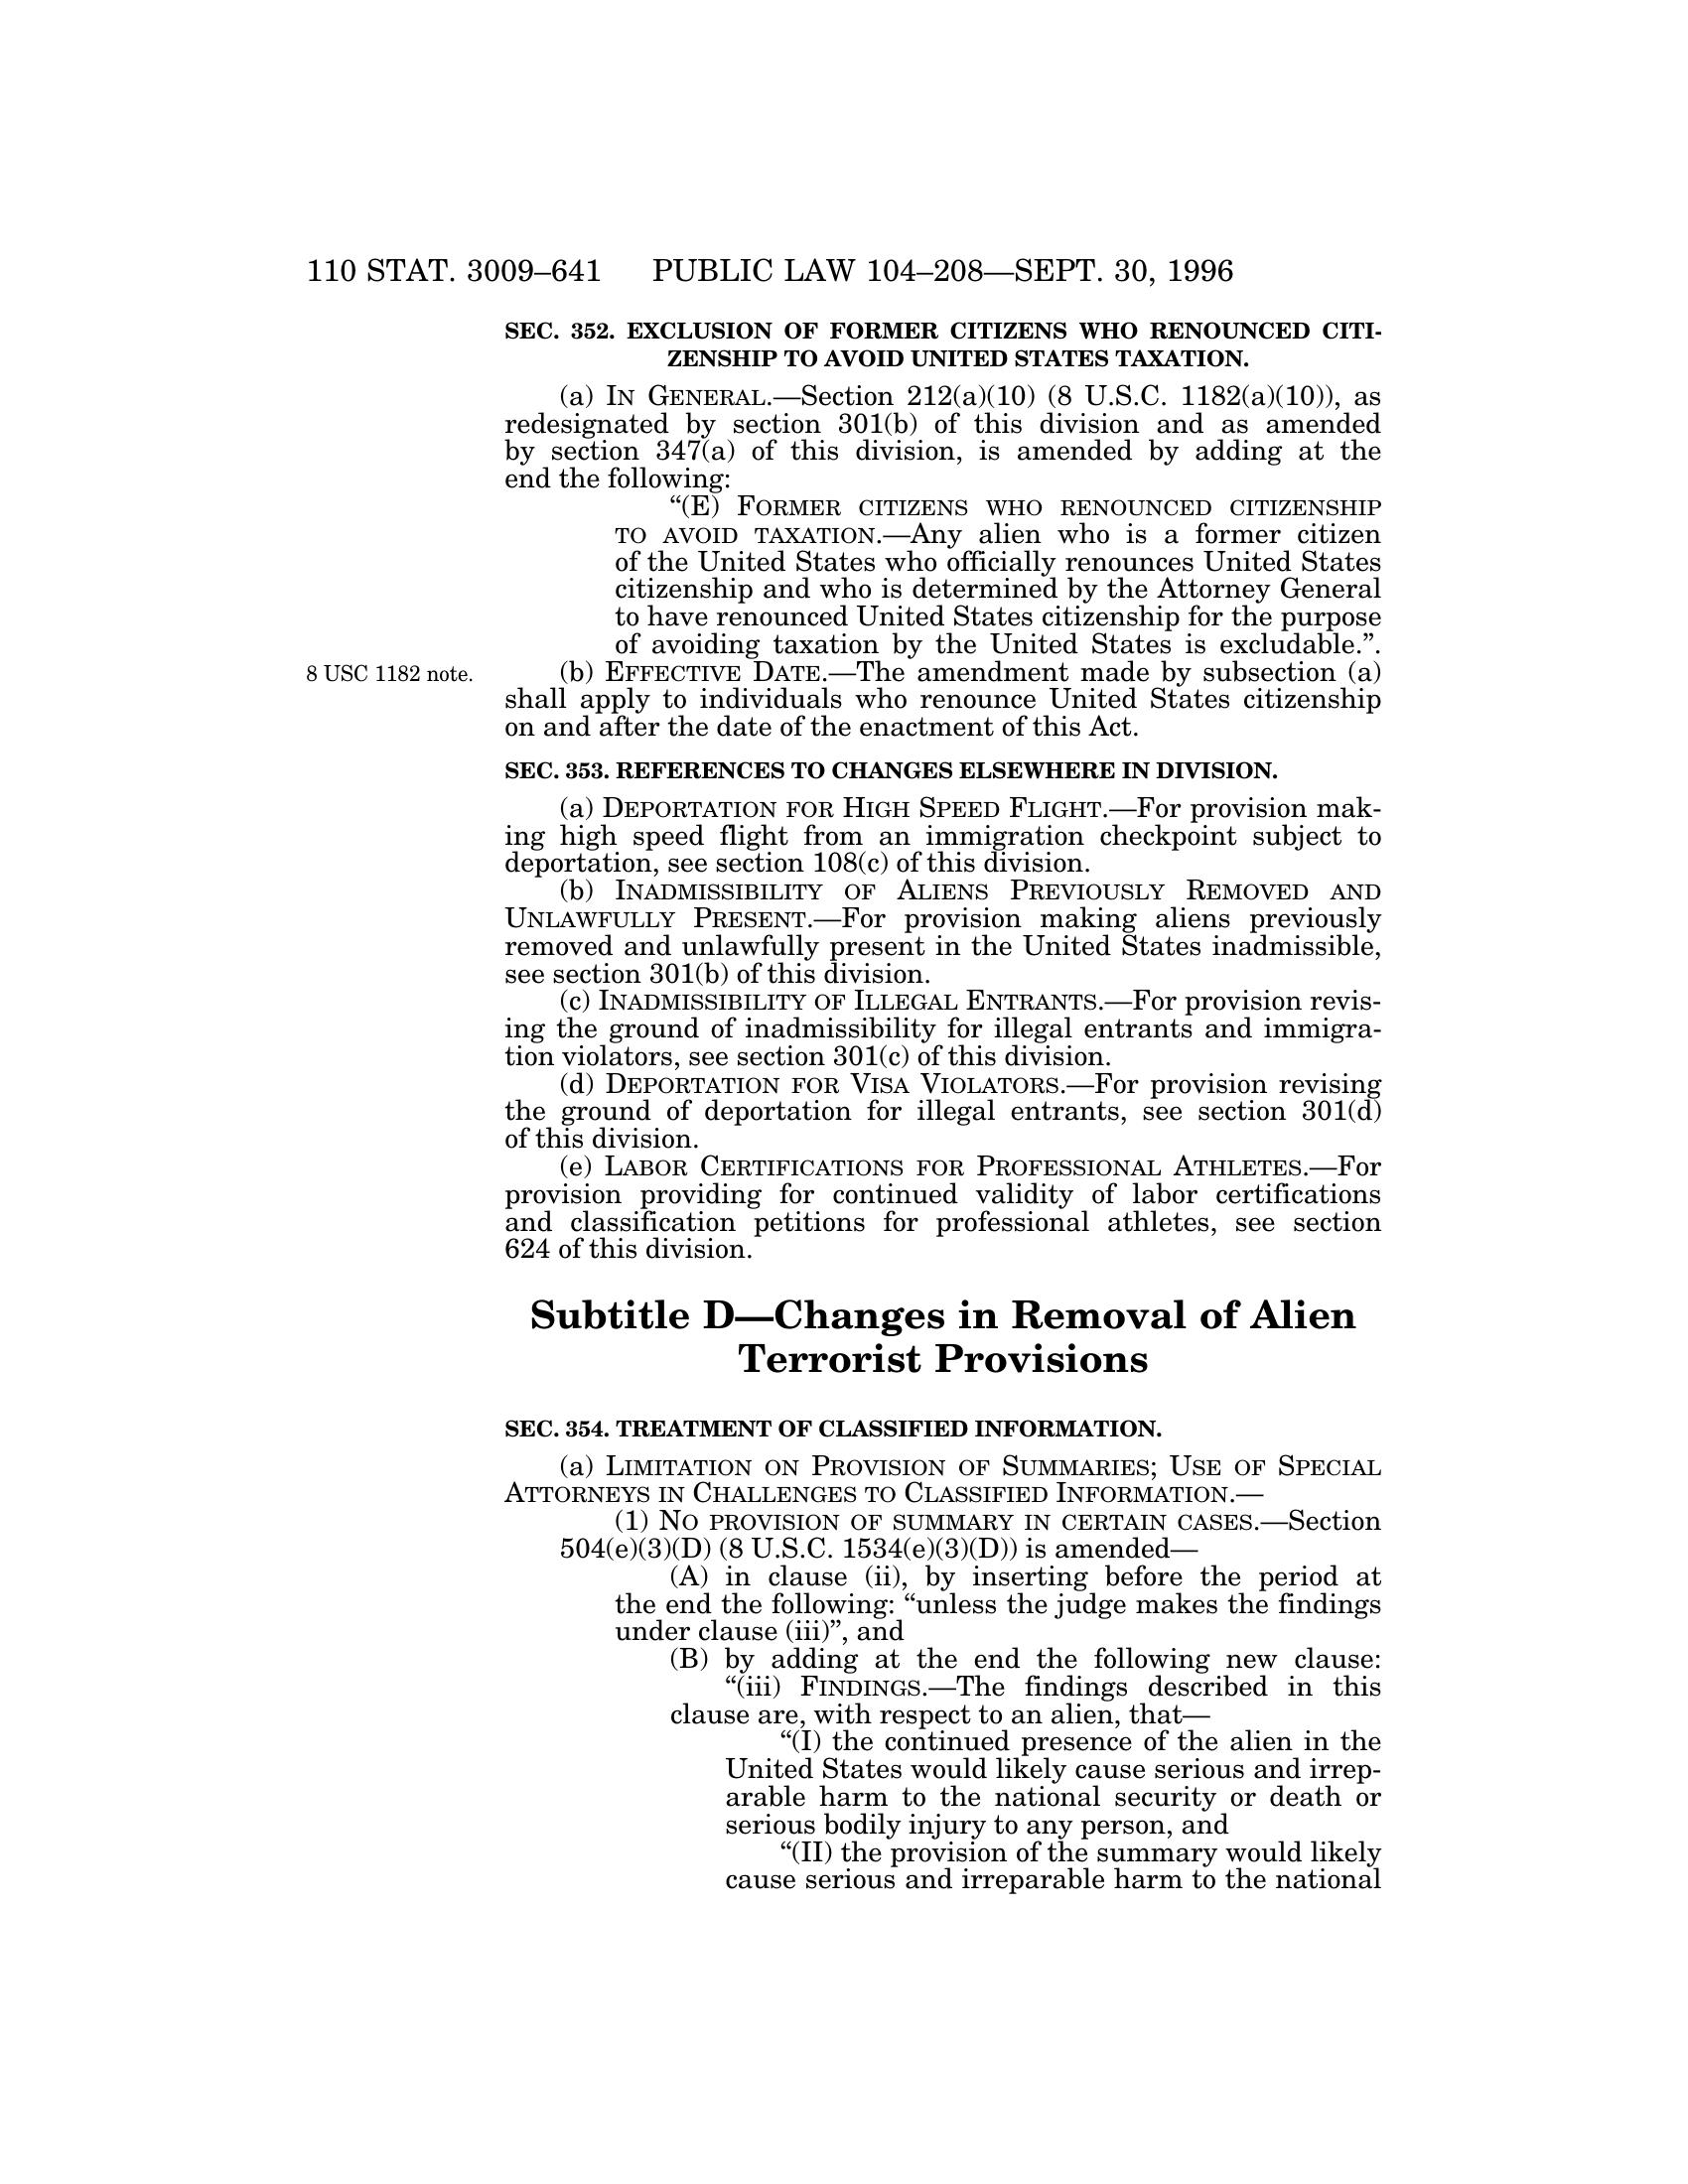 110 STAT. 3009–641 PUBLIC LAW 104–208—SEPT. 30, 1996
SEC. 352. EXCLUSION OF FORMER CITIZENS WHO RENOUNCED CITI-
ZENSHIP TO AVOID UNITED STATES TAXATION.
(a) IN GENERAL.—Section 212(a)(10) (8 U.S.C. 1182(a)(10)), as
redesignated by section 301(b) of this division and as amended
by section 347(a) of this division, is amended by adding at the
end the following:
“(E) FORMER CITIZENS WHO RENOUNCED CITIZENSHIP
TO AVOID TAXATION.—Any alien who is a former citizen
of the United States who officially renounces United States
citizenship and who is determined by the Attorney General
to have renounced United States citizenship for the purpose
of avoiding taxation by the United States is excludable.”.
8 USC 1182 note.
(b) EFFECTIVE DATE.—The amendment made by subsection (a)
shall apply to individuals who renounce United States citizenship
on and after the date of the enactment of this Act.
SEC. 353. REFERENCES TO CHANGES ELSEWHERE IN DIVISION.
(a) DEPORTATION FOR HIGH SPEED FLIGHT.—For provision mak-
ing high speed flight from an immigration checkpoint subject to
deportation, see section 108(c) of this division.
(b) INADMISSIBILITY OF ALIENS PREVIOUSLY REMOVED AND
UNLAWFULLY PRESENT.—For provision making aliens previously
removed and unlawfully present in the United States inadmissible,
see section 301(b) of this division.
(c) INADMISSIBILITY OF ILLEGAL ENTRANTS.—For provision revis-
ing the ground of inadmissibility for illegal entrants and immigra-
tion violators, see section 301(c) of this division.
(d) DEPORTATION FOR VISA VIOLATORS.—For provision revising
the ground of deportation for illegal entrants, see section 301(d)
of this division.
(e) LABOR CERTIFICATIONS FOR PROFESSIONAL ATHLETES.—For
provision providing for continued validity of labor certifications
and classification petitions for professional athletes, see section
624 of this division.
Subtitle D—Changes in Removal of Alien
Terrorist Provisions
SEC. 354. TREATMENT OF CLASSIFIED INFORMATION.
(a) LIMITATION ON PROVISION OF SUMMARIES; USE OF SPECIAL
ATTORNEYS IN CHALLENGES TO CLASSIFIED INFORMATION.—
(1) NO PROVISION OF SUMMARY IN CERTAIN CASES.—Section
504(e)(3)(D) (8 U.S.C. 1534(e)(3)(D)) is amended—
(A) in clause (ii), by inserting before the period at
the end the following: “unless the judge makes the findings
under clause (iii)”, and
(B) by adding at the end the following new clause:
“(iii) FINDINGS.—The findings described in this
clause are, with respect to an alien, that—
“(I) the continued presence of the alien in the
United States would likely cause serious and irrep-
arable harm to the national security or death or
serious bodily injury to any person, and
“(II) the provision of the summary would likely
cause serious and irreparable harm to the national